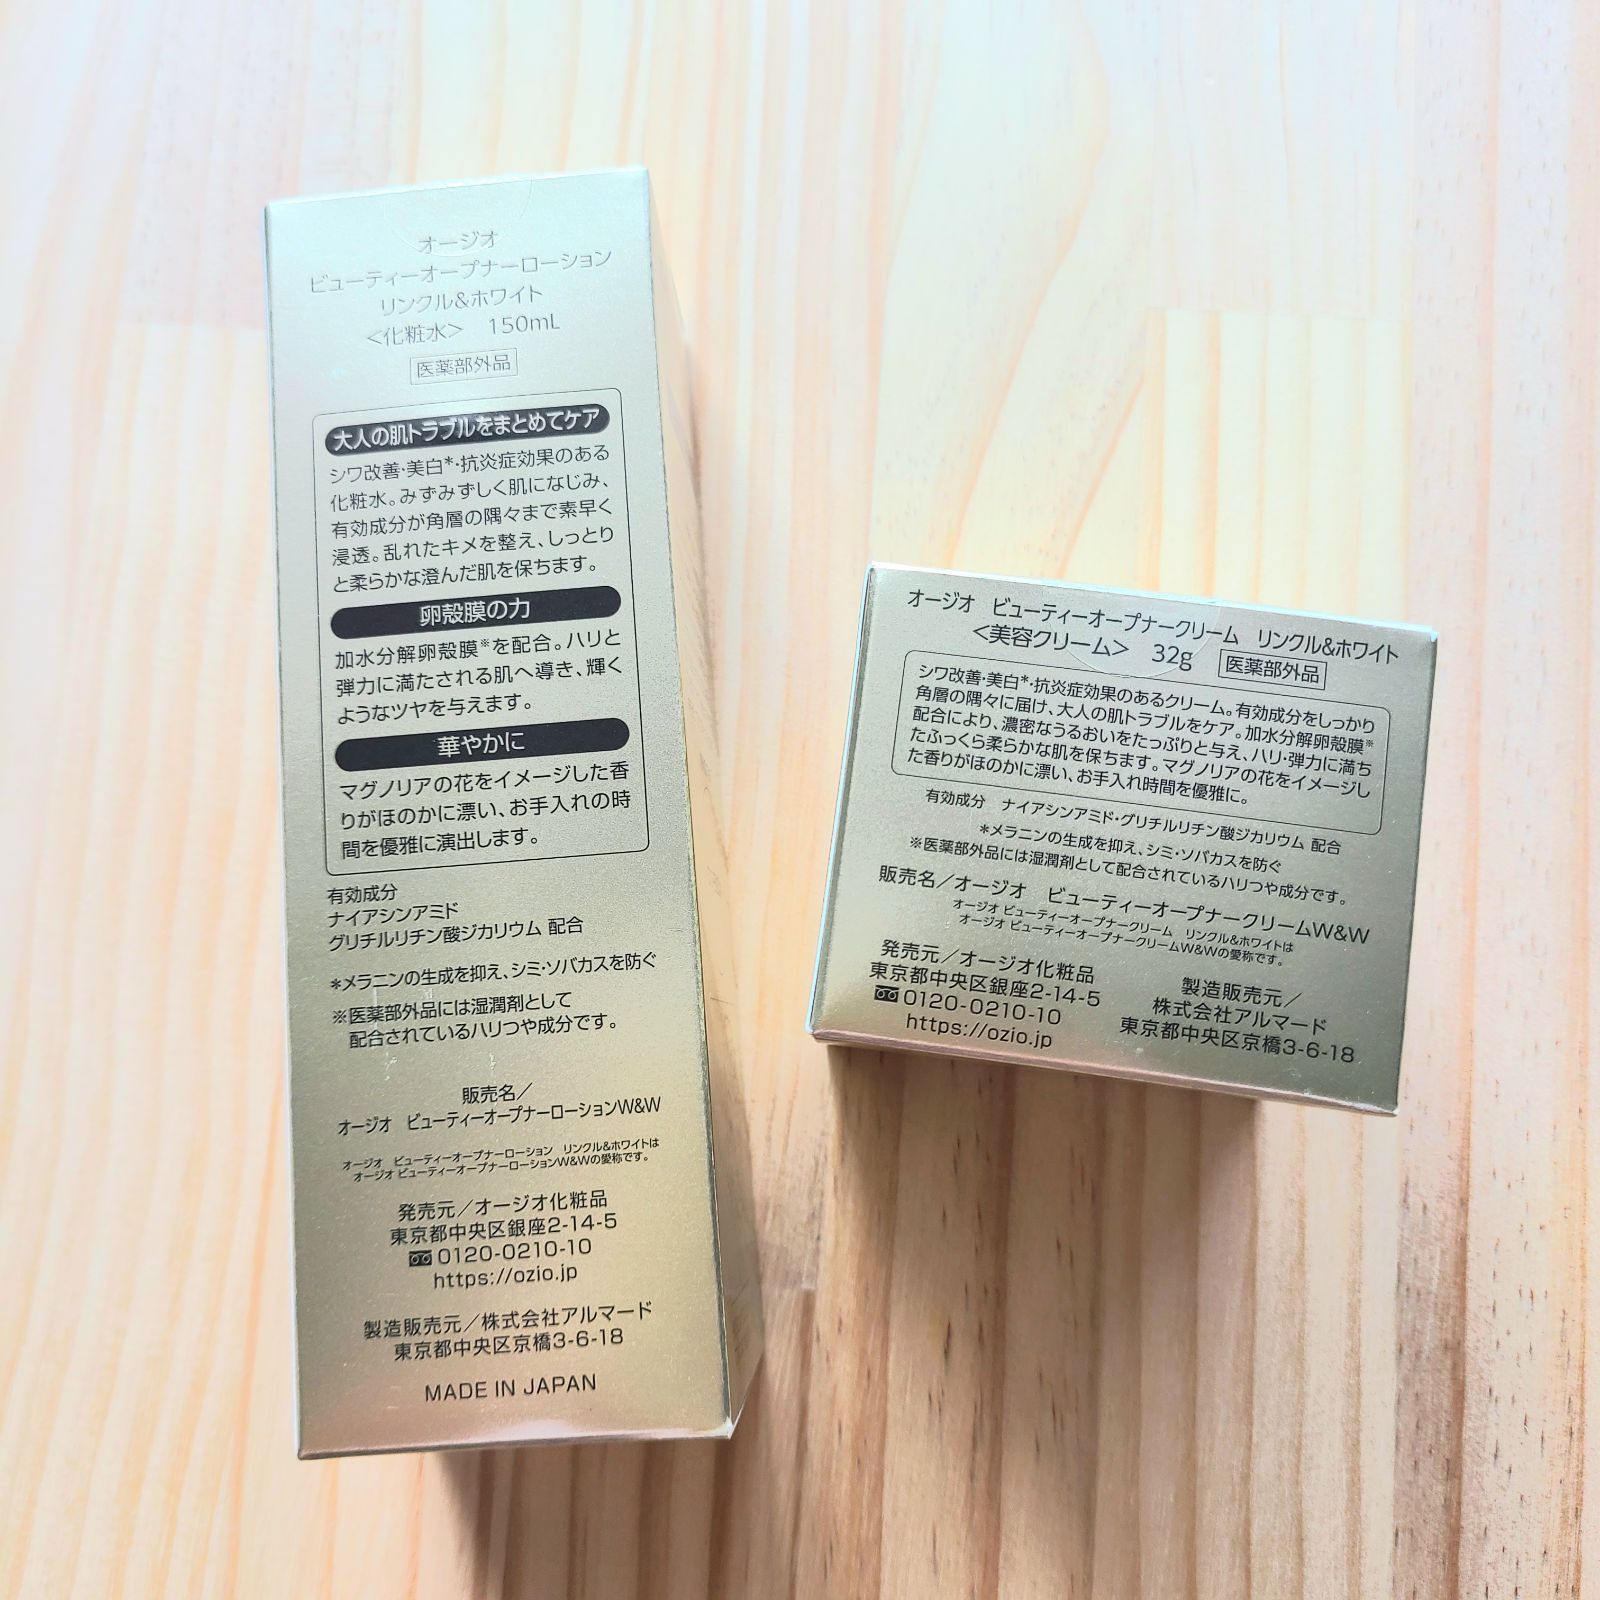 オージオ
ビューティーオープナーローション
リンクル&ホワイト
<化粧水> 150mL
医薬部外品
大人の肌トラブルをまとめてケア
シワ改善・美白*・抗炎症効果のある
化粧水。みずみずしく肌になじみ、
有効成分が角層の隅々まで素早く
浸透。乱れたキメを整え、しっとり
と柔らかな澄んだ肌を保ちます。
卵殻膜の力
加水分解卵殻膜※を配合。ハリと
弾力に満たされる肌へ導き、輝く
ようなツヤを与えます。
華やかに
マグノリアの花をイメージした香
りがほのかに漂い、お手入れの時
間を優雅に演出します。
有効成分
ナイアシンアミド
グリチルリチン酸ジカリウム 配合
*メラニンの生成を抑え、シミ・ソバカスを防ぐ
※医薬部外品には湿潤剤として
配合されているハリつや成分です。
販売名/
オージオ ビューティーオープナーローションW&W
オージオ ビューティーオープナーローション リンクル&ホワイトは
オージオ ビューティーオープナーローションW&Wの愛称です。
発売元/オージオ化粧品
東京都中央区銀座2-14-5
0120-0210-10
https://ozio.jp
製造販売元/株式会社アルマード
東京都中央区京橋3-6-18
MADE IN JAPAN
オージオ ビューティーオープナークリーム リンクル&ホワイト
<美容クリーム> 32g 医薬部外品
シワ改善・美白*・抗炎症効果のあるクリーム。有効成分をしっかり
角層の隅々に届け、大人の肌トラブルをケア。加水分解卵殻膜※
配合により、濃密なうるおいをたっぷりと与え、ハリ・弾力に満ち
たふっくら柔らかな肌を保ちます。マグノリアの花をイメージし
た香りがほのかに漂い、お手入れ時間を優雅に。
有効成分 ナイアシンアミド・グリチルリチン酸ジカリウム 配合
*メラニンの生成を抑え、シミ・ソバカスを防ぐ
※医薬部外品には湿潤剤として配合されているハリつや成分です。
販売名/オージオ ビューティーオープナークリームW&W
オージオ ビューティーオープナークリーム リンクル&ホワイトは
オージオ ビューティーオープナークリームW&Wの愛称です。
発売元/オージオ化粧品
東京都中央区銀座2-14-5
0120-0210-10
https://ozio.jp
製造販売元/
株式会社アルマード
東京都中央区京橋3-6-18